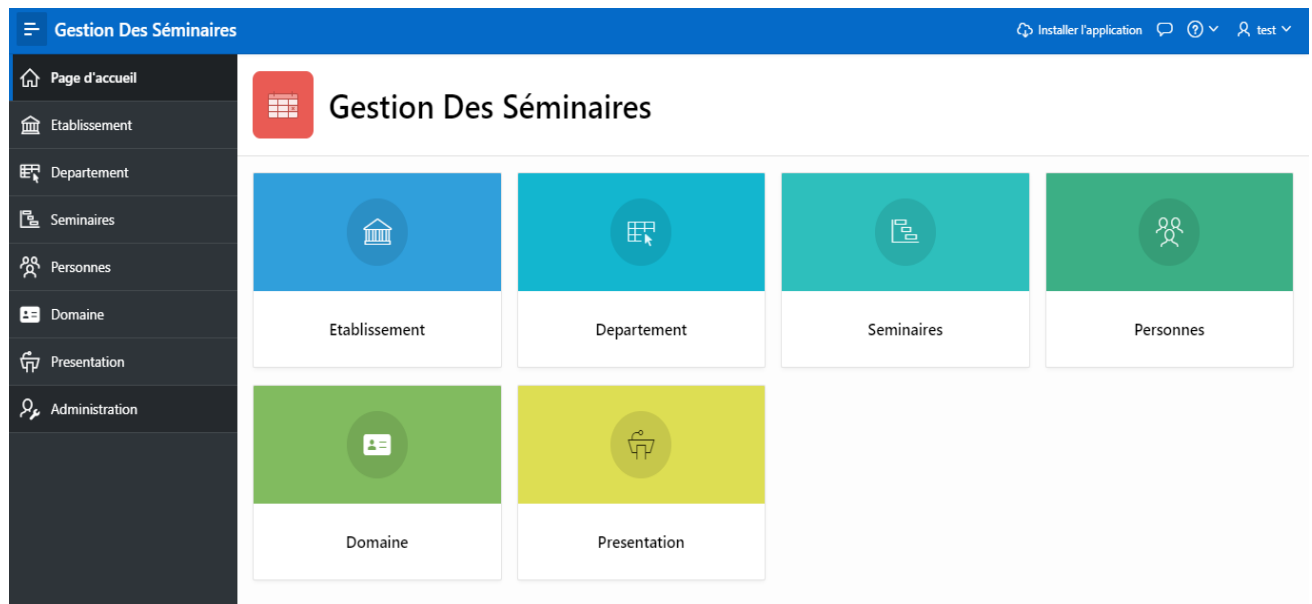 Gestion Des Séminaires
Installer l'application
test
Page d'accueil
Etablissement
Departement
Seminaires
Personnes
Domaine
Presentation
Administration
Gestion Des Séminaires
Etablissement
Departement
Seminaires
Personnes
Domaine
Presentation